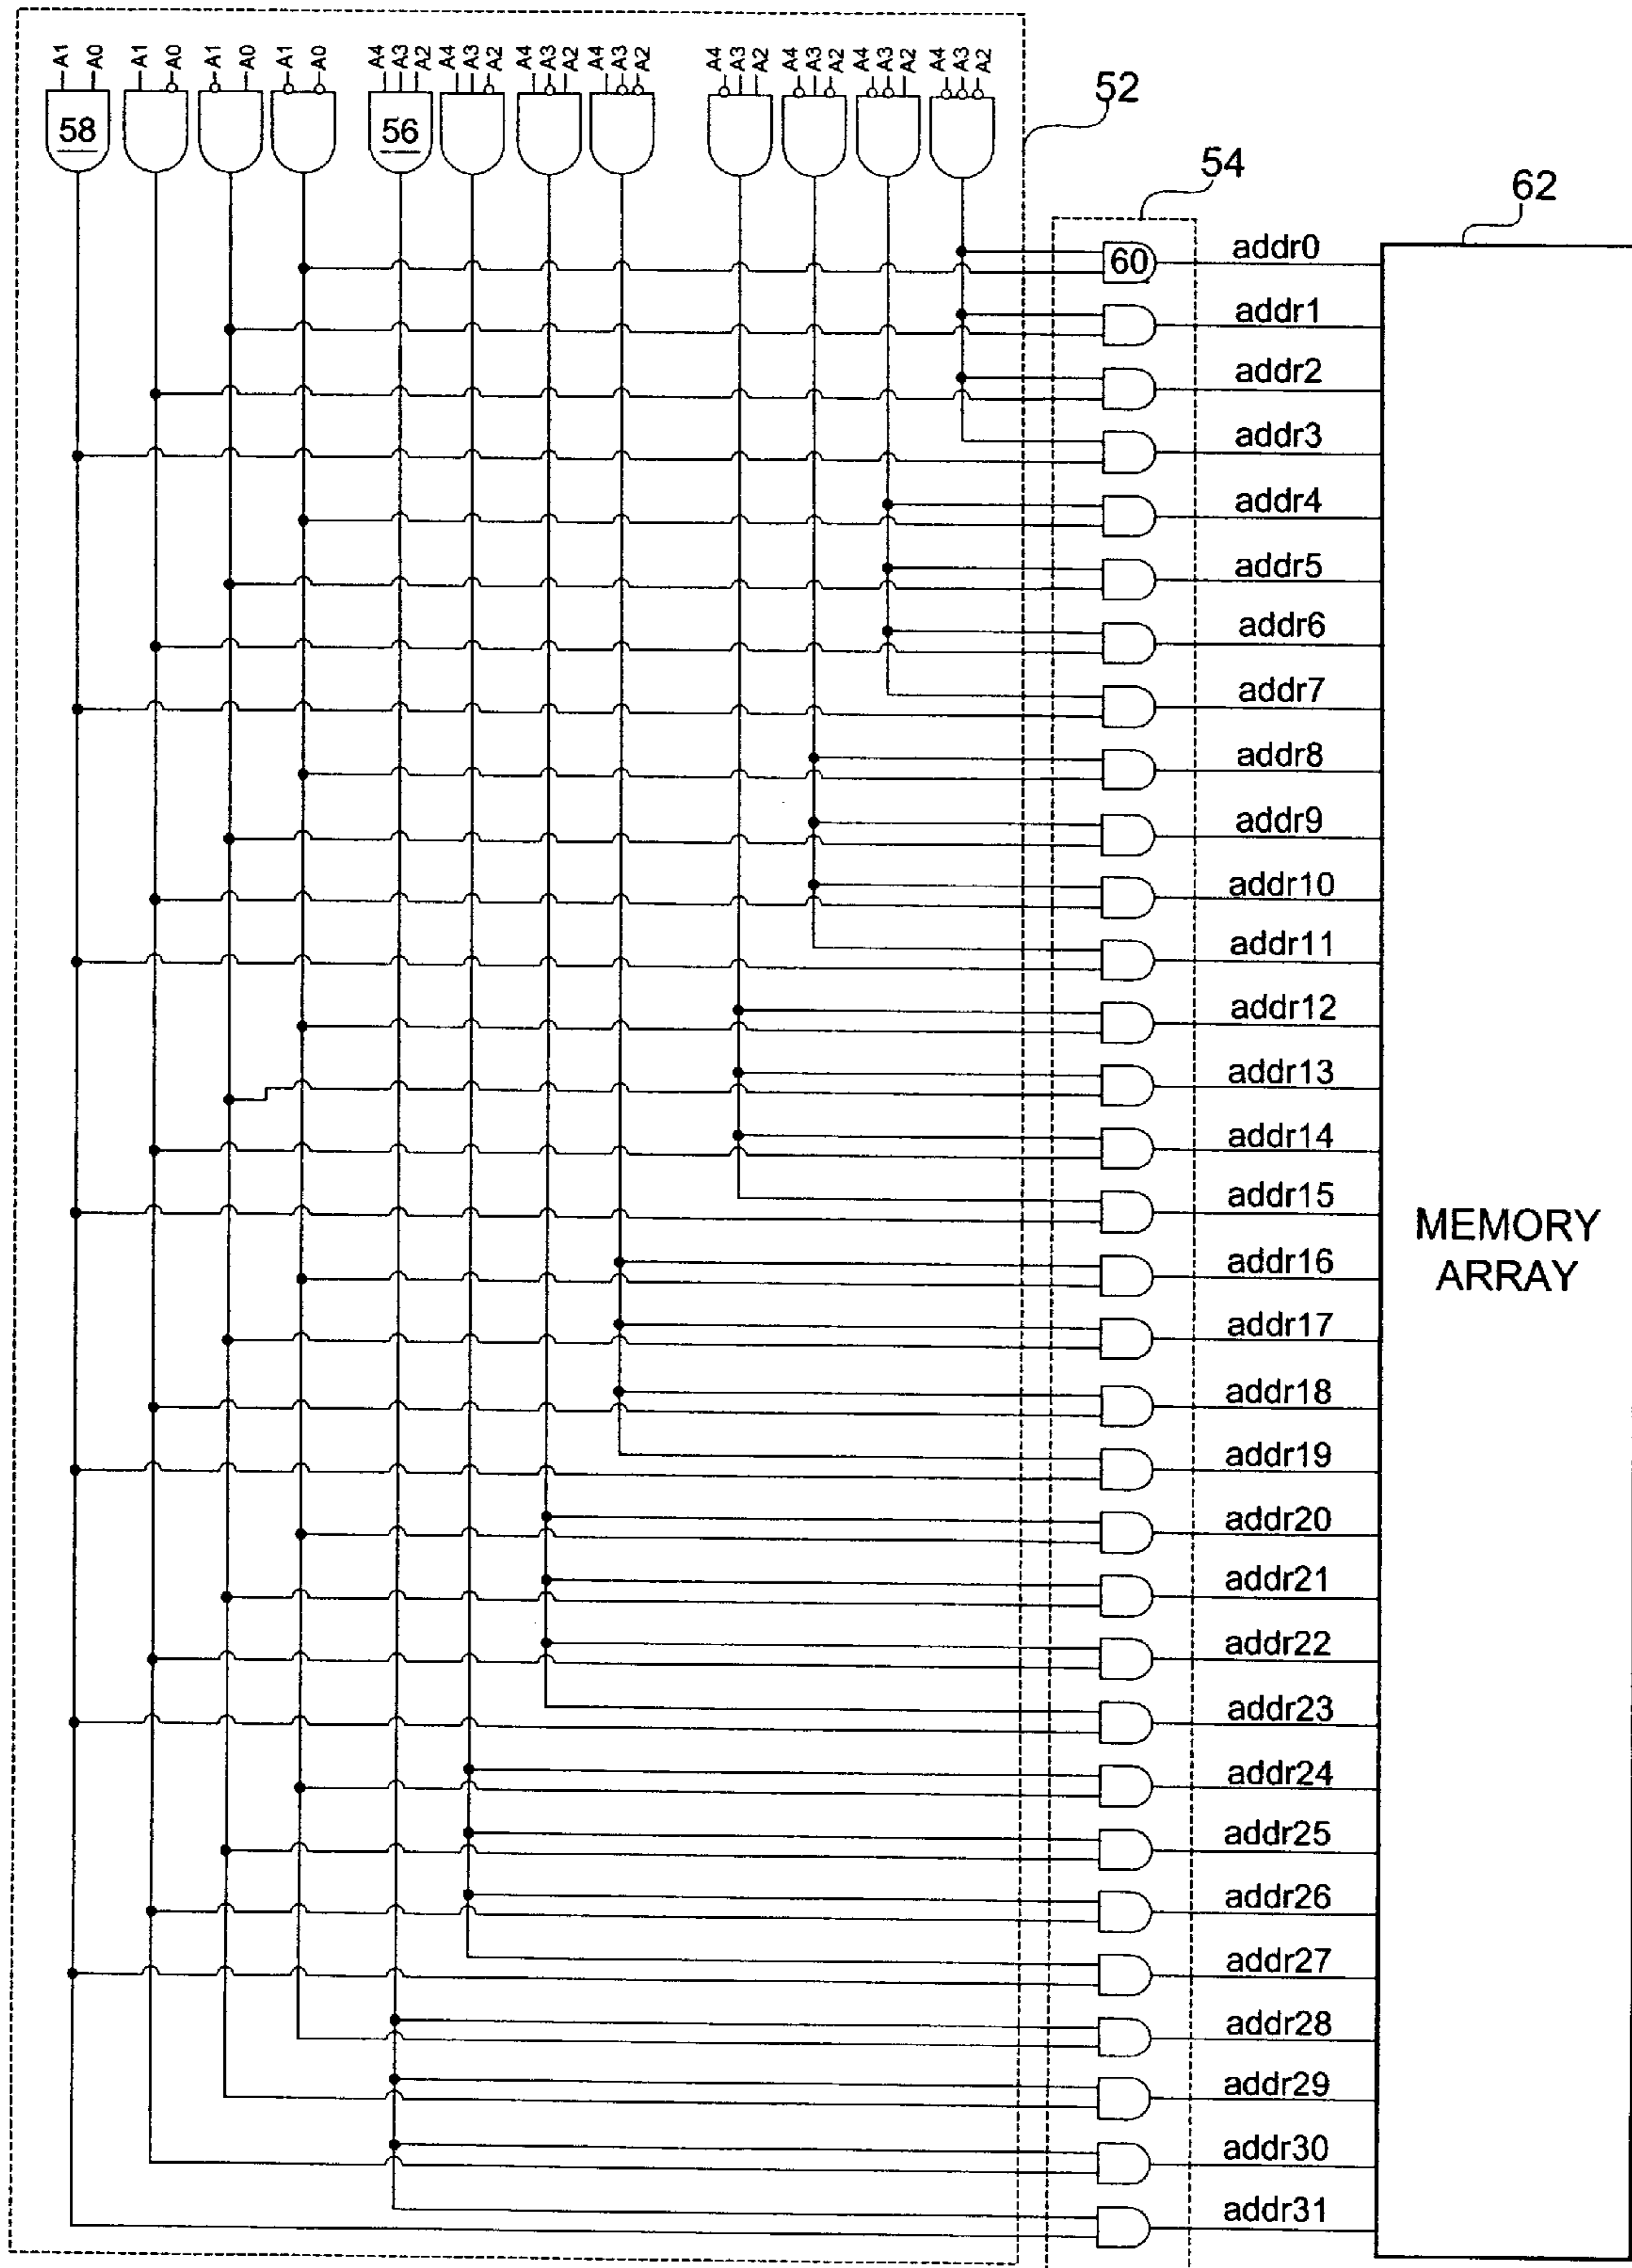 A1 A0 A1 A0 A1 A0 A1 A0 A4 A3 A2 A4 A3 A2 A4 A3 A2 A4 A3 A2 A4 A3 A2 A4 A3 A2 A4 A3 A2 A4 A3 A2
52
58
56
54
62
60
addr0
addr1
addr2
addr3
addr4
addr5
addr6
addr7
addr8
addr9
addr10
addr11
addr12
addr13
addr14
addr15
MEMORY
ARRAY
addr16
addr17
addr18
addr19
addr20
addr21
addr22
addr23
addr24
addr25
addr26
addr27
addr28
addr29
addr30
addr31